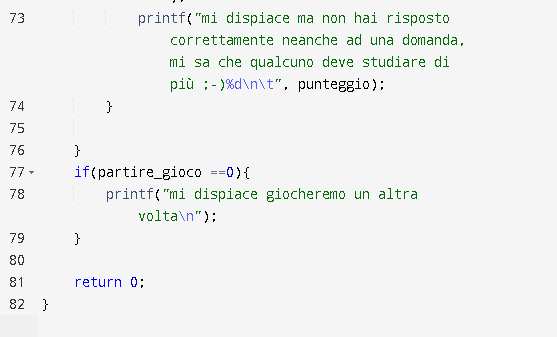 73 printf("mi dispiace ma non hai risposto
correttamente neanche ad una domanda,
mi sa che qualcuno deve studiare di
più ;-)%d\n\t", punteggio);
74 }
75
76 }
77 if(partire_gioco ==0){
78 printf("mi dispiace giocheremo un altra
volta\n");
79 }
80
81 return 0;
82 }